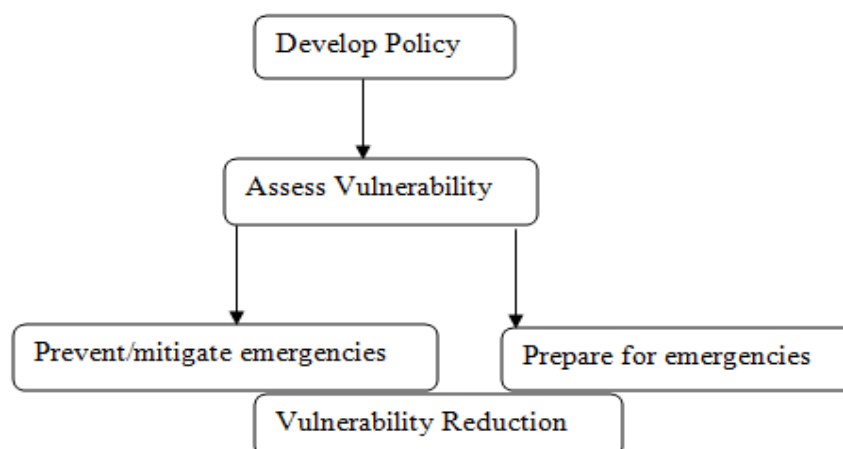 Develop Policy
Assess Vulnerability
Prevent/mitigate emergencies
Prepare for emergencies
Vulnerability Reduction